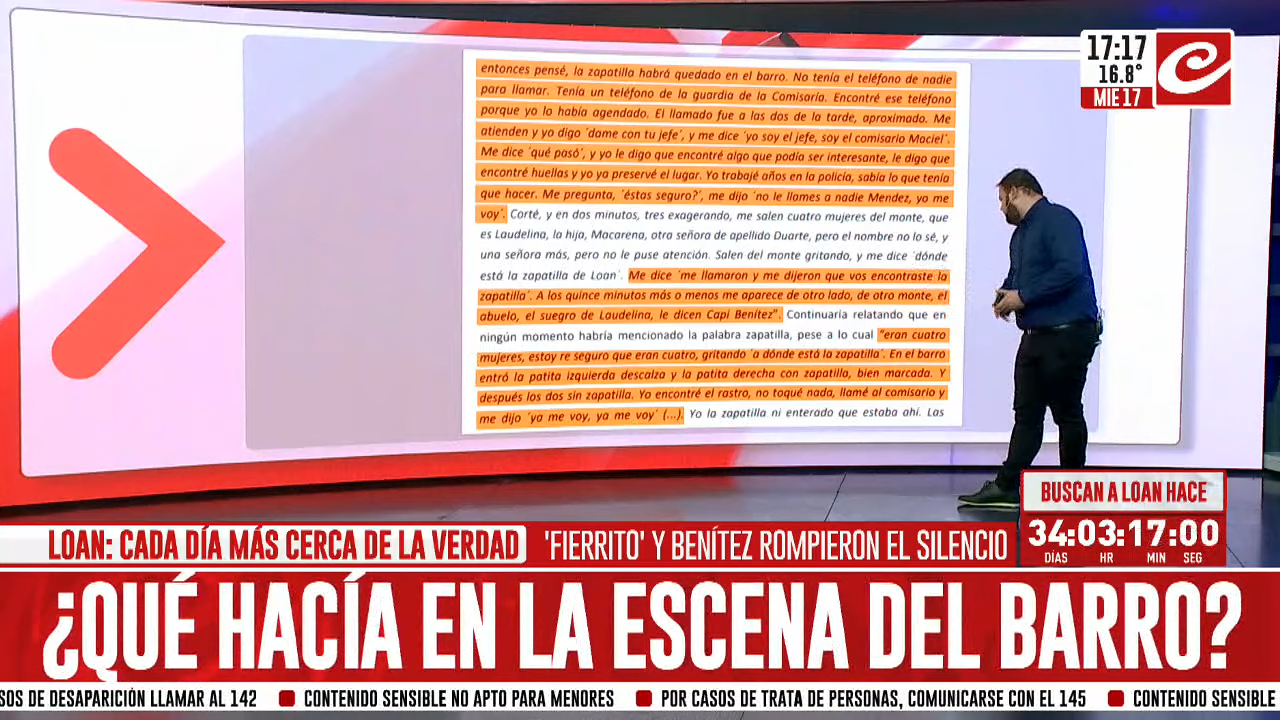 entonces pensé, la zapatilla habrá quedado en el barro. No tenía el teléfono de nadie
para llamar. Tenía un teléfono de la guardia de la Comisaría. Encontré ese teléfono
porque yo lo había agendado. El llamado fue a las dos de la tarde, aproximado. Me
atienden y yo digo ´dame con tu jefe´, y me dice ´yo soy el jefe, soy el comisario Maciel´.
Me dice ´qué pasó´, y yo le digo que encontré algo que podía ser interesante, le digo que
encontré huellas y yo ya preservé el lugar. Yo trabajé años en la policía, sabía lo que tenía
que hacer. Me pregunta, ´éstas seguro?´, me dijo ´no le llames a nadie Mendez, ya me
voy´. Corté, y en dos minutos, tres exagerando, me salen cuatro mujeres del monte, que
es Laudelina, la hija, Macarena, otra señora de apellido Duarte, pero el nombre no lo sé, y
una señora más, pero no le puse atención. Salen del monte gritando, y me dice ´dónde
está la zapatilla de Loan´. Me dice ´me llamaron y me dijeron que vos encontraste la
zapatilla´. A los quince minutos más o menos me aparece de otro lado, de otro monte, el
abuelo, el suegro de Laudelina, le dicen Capi Benítez". Continuaría relatando que en
ningún momento habría mencionado la palabra zapatilla, pese a lo cual "eran cuatro
mujeres, estoy re seguro que eran cuatro, gritando ´a dónde está la zapatilla´. En el barro
entró la patita izquierda descalza y la patita derecha con zapatilla, bien marcada. Y
después los dos sin zapatilla. Yo encontré el rastro, no toqué nada, llamé al comisario y
me dijo ´ya me voy, ya me voy´ (...). Yo la zapatilla ni enterado que estaba ahí. Las
17:17
16.8°
MIE 17
BUSCAN A LOAN HACE
34:03:17:00
DÍAS HR MIN SEG
LOAN: CADA DÍA MÁS CERCA DE LA VERDAD
'FIERRITO' Y BENÍTEZ ROMPIERON EL SILENCIO
¿QUÉ HACÍA EN LA ESCENA DEL BARRO?
SOS DE DESAPARICIÓN LLAMAR AL 142 CONTENIDO SENSIBLE NO APTO PARA MENORES POR CASOS DE TRATA DE PERSONAS, COMUNICARSE CON EL 145 CONTENIDO SENSIBLE